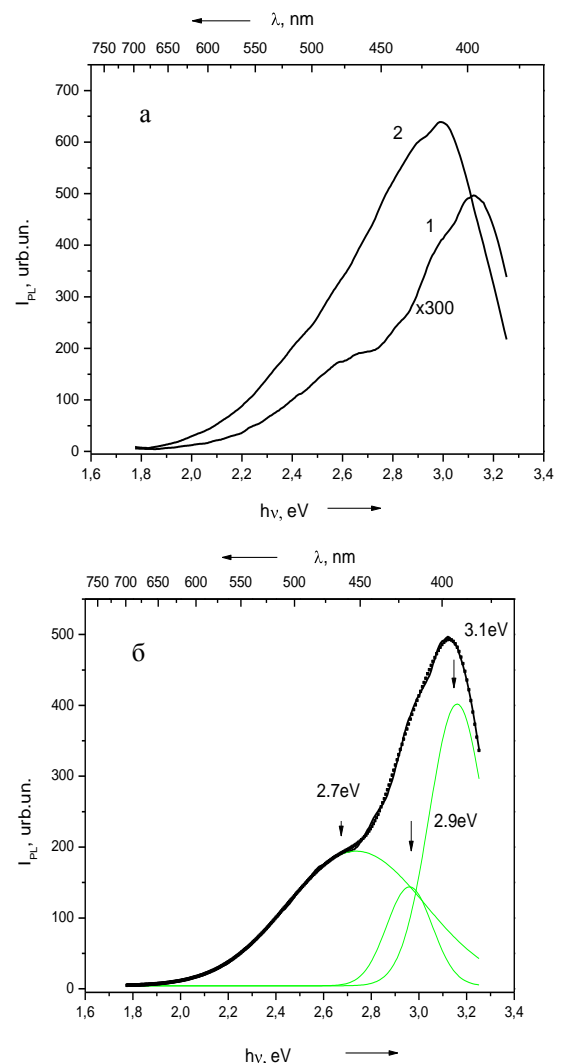 λ, nm
750 700 650 600 550 500 450 400
700
600
500
400
300
200
100
0
а
2
1
x300
I_PL, urb.un.
1,6 1,8 2,0 2,2 2,4 2,6 2,8 3,0 3,2 3,4
hν, eV
λ, nm
750 700 650 600 550 500 450 400
500
400
300
200
100
0
б
3.1eV
2.7eV
2.9eV
I_PL, urb.un.
1,6 1,8 2,0 2,2 2,4 2,6 2,8 3,0 3,2 3,4
hν, eV